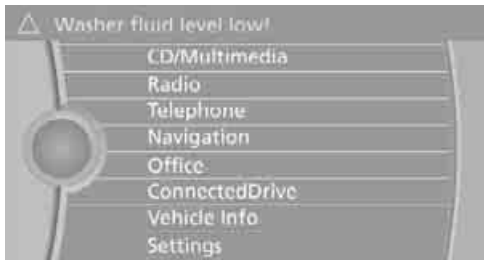 Washer fluid level low!
CD/Multimedia
Radio
Telephone
Navigation
Office
ConnectedDrive
Vehicle Info
Settings